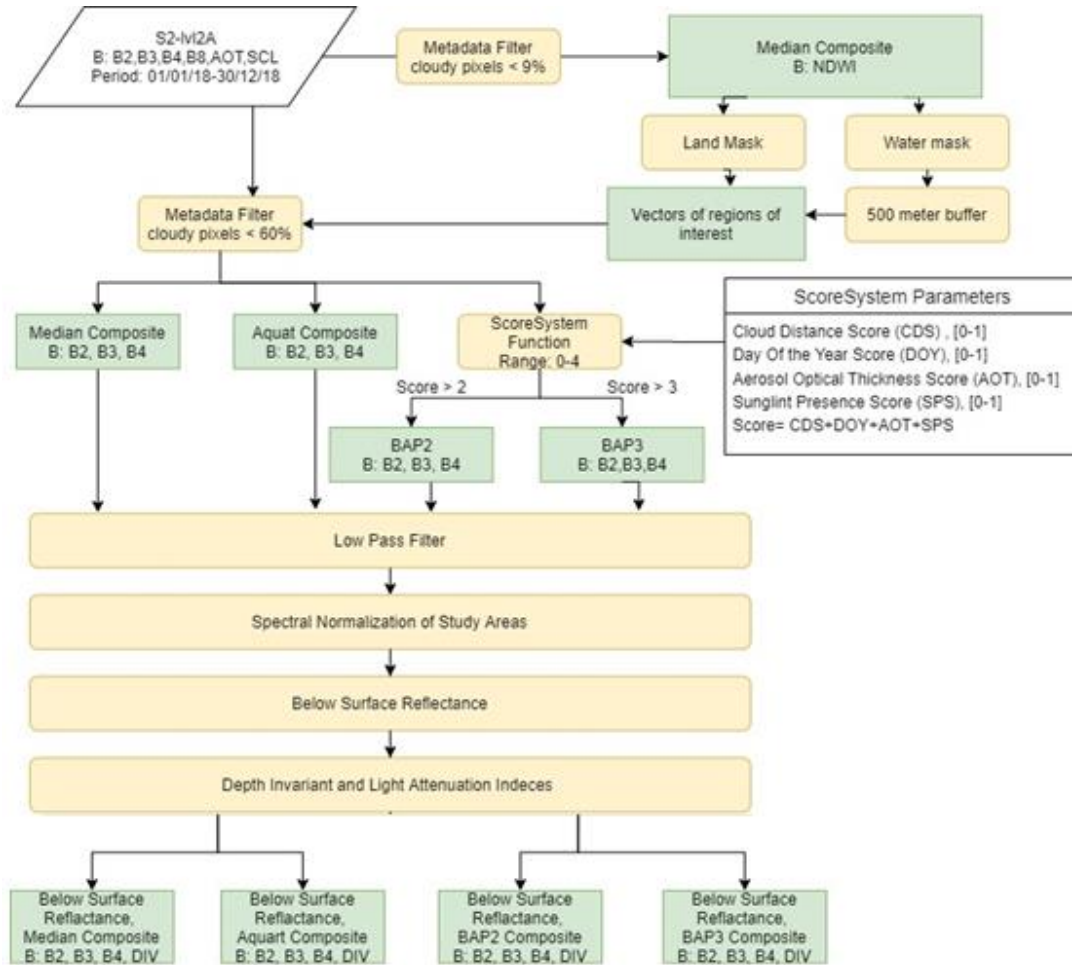 S2-lvl2A
B: B2,B3,B4,B8,AOT,SCL
Period: 01/01/18-30/12/18
Metadata Filter
cloudy pixels < 9%
Median Composite
B: NDWI
Land Mask
Water mask
Metadata Filter
cloudy pixels < 60%
Vectors of regions of
interest
500 meter buffer
Median Composite
B: B2, B3, B4
Aquat Composite
B: B2, B3, B4
ScoreSystem
Function
Range: 0-4
ScoreSystem Parameters
Cloud Distance Score (CDS) , [0-1]
Day Of the Year Score (DOY), [0-1]
Aerosol Optical Thickness Score (AOT), [0-1]
Sunglint Presence Score (SPS), [0-1]
Score= CDS+DOY+AOT+SPS
Score > 2
Score > 3
BAP2
B: B2, B3, B4
BAP3
B: B2,B3,B4
Low Pass Filter
Spectral Normalization of Study Areas
Below Surface Reflectance
Depth Invariant and Light Attenuation Indeces
Below Surface
Reflactance,
Median Composite
B: B2, B3, B4, DIV
Below Surface
Reflactance,
Aquart Composite
B: B2, B3, B4, DIV
Below Surface
Reflactance,
BAP2 Composite
B: B2, B3, B4, DIV
Below Surface
Reflactance,
BAP3 Composite
B: B2, B3, B4, DIV